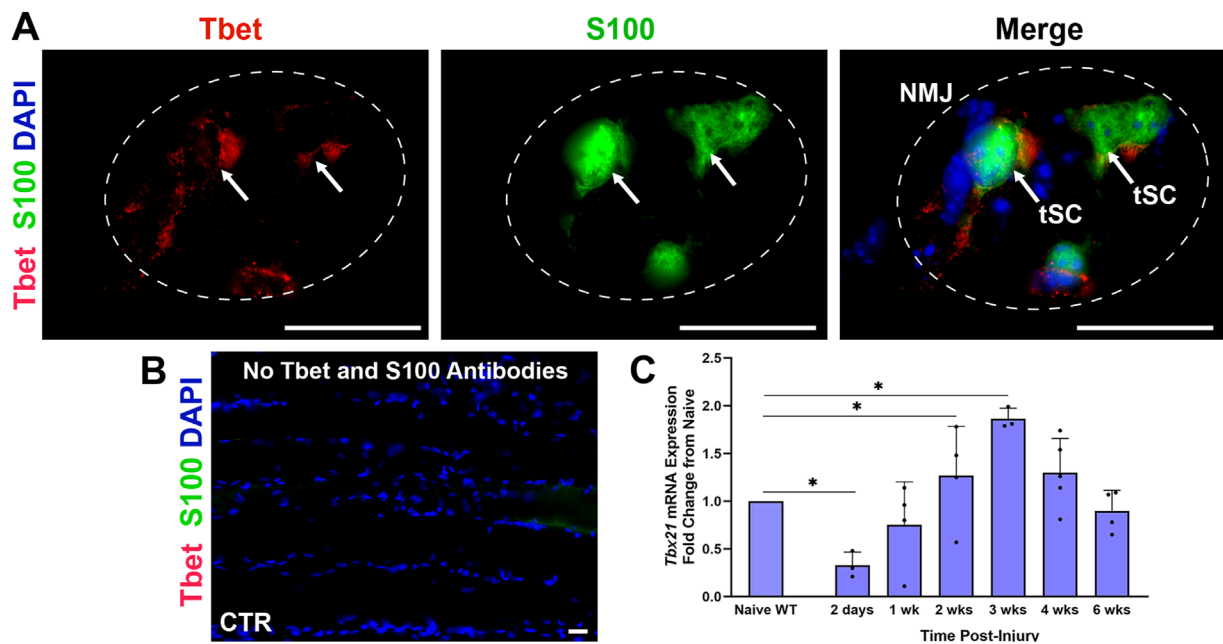 A
Tbet
S100
Merge
Tbet S100 DAPI
NMJ
tSC
tSC
B
No Tbet and S100 Antibodies
Tbet S100 DAPI
CTR
C
Tbx21 mRNA Expression
Fold Change from Naive
2.5
2.0
1.5
1.0
0.5
0.0
*
*
*
Naive WT
2 days
1 wk
2 wks
3 wks
4 wks
6 wks
Time Post-Injury